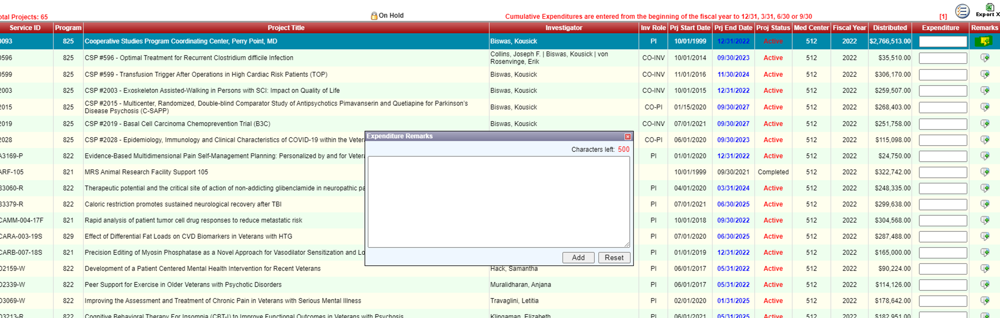 otal Projects: 65
On Hold
Cumulative Expenditures are entered from the beginning of the fiscal year to 12/31, 3/31, 6/30 or 9/30
[1]
Export X
Service ID Program Project Title Investigator Inv Role Prj Start Date Prj End Date Proj Status Med Center Fiscal Year Distributed Expenditure Remarks
0093 825 Cooperative Studies Program Coordinating Center, Perry Point, MD Biswas, Kousick PI 10/01/1999 12/31/2022 Active 512 2022 $2,766,513.00
0596 825 CSP #596 - Optimal Treatment for Recurrent Clostridium difficile Infection Collins, Joseph F. | Biswas, Kousick | von
Rosenvinge, Erik CO-INV 10/01/2014 09/30/2023 Active 512 2022 $35,510.00
0599 825 CSP #599 - Transfusion Trigger After Operations in High Cardiac Risk Patients (TOP) Biswas, Kousick CO-INV 11/01/2016 11/30/2024 Active 512 2022 $306,170.00
2003 825 CSP #2003 - Exoskeleton Assisted-Walking in Persons with SCI: Impact on Quality of Life Biswas, Kousick CO-INV 10/01/2015 12/31/2022 Active 512 2022 $259,507.00
2015 825 CSP #2015 - Multicenter, Randomized, Double-blind Comparator Study of Antipsychotics Pimavanserin and Quetiapine for Parkinson's
Disease Psychosis (C-SAPP) Biswas, Kousick CO-PI 01/15/2020 09/30/2027 Active 512 2022 $268,403.00
2019 825 CSP #2019 - Basal Cell Carcinoma Chemoprevention Trial (B3C) Biswas, Kousick CO-INV 07/01/2021 09/30/2027 Active 512 2022 $251,758.00
2028 825 CSP #2028 - Epidemiology, Immunology and Clinical Characteristics of COVID-19 within the Vetera CO-PI 06/01/2020 09/30/2023 Active 512 2022 $115,098.00
A3169-P 822 Evidence-Based Multidimensional Pain Self-Management Planning: Personalized by and for Vetera PI 01/01/2020 12/31/2022 Active 512 2022 $24,750.00
ARF-105 821 MRS Animal Research Facility Support 105 10/01/1999 09/30/2021 Completed 512 2022 $322,742.00
B3060-R 822 Therapeutic potential and the critical site of action of non-addicting glibenclamide in neuropathic pa PI 04/01/2020 03/31/2024 Active 512 2022 $248,335.00
B3379-R 822 Caloric restriction promotes sustained neurological recovery after TBI PI 07/01/2021 06/30/2025 Active 512 2022 $299,638.00
CAMM-004-17F 821 Rapid analysis of patient tumor cell drug responses to reduce metastatic risk PI 10/01/2018 09/30/2022 Active 512 2022 $304,568.00
CARA-003-19S 829 Effect of Differential Fat Loads on CVD Biomarkers in Veterans with HTG PI 07/01/2020 06/30/2025 Active 512 2022 $287,488.00
CARB-007-18S 821 Precision Editing of Myosin Phosphatase as a Novel Approach for Vasodilator Sensitization and Lo PI 01/01/2019 12/31/2022 Active 512 2022 $165,000.00
D2159-W 822 Development of a Patient Centered Mental Health Intervention for Recent Veterans Hack, Samantha PI 06/01/2017 05/31/2022 Active 512 2022 $90,224.00
D2339-W 822 Peer Support for Exercise in Older Veterans with Psychotic Disorders Muralidharan, Anjana PI 06/01/2017 05/31/2022 Active 512 2022 $114,126.00
D3069-W 822 Improving the Assessment and Treatment of Chronic Pain in Veterans with Serious Mental Illness Travaglini, Letitia PI 02/01/2020 01/31/2025 Active 512 2022 $178,642.00
D3213-R 822 Cognitive Behavioral Therapy For Insomnia (CBT-I) to Improve Functional Outcomes in Veterans with Psychosis Klingaman, Elizabeth PI 06/01/2021 05/31/2025 Active 512 2022 $182,951.00
Expenditure Remarks
Characters left: 500
Add Reset